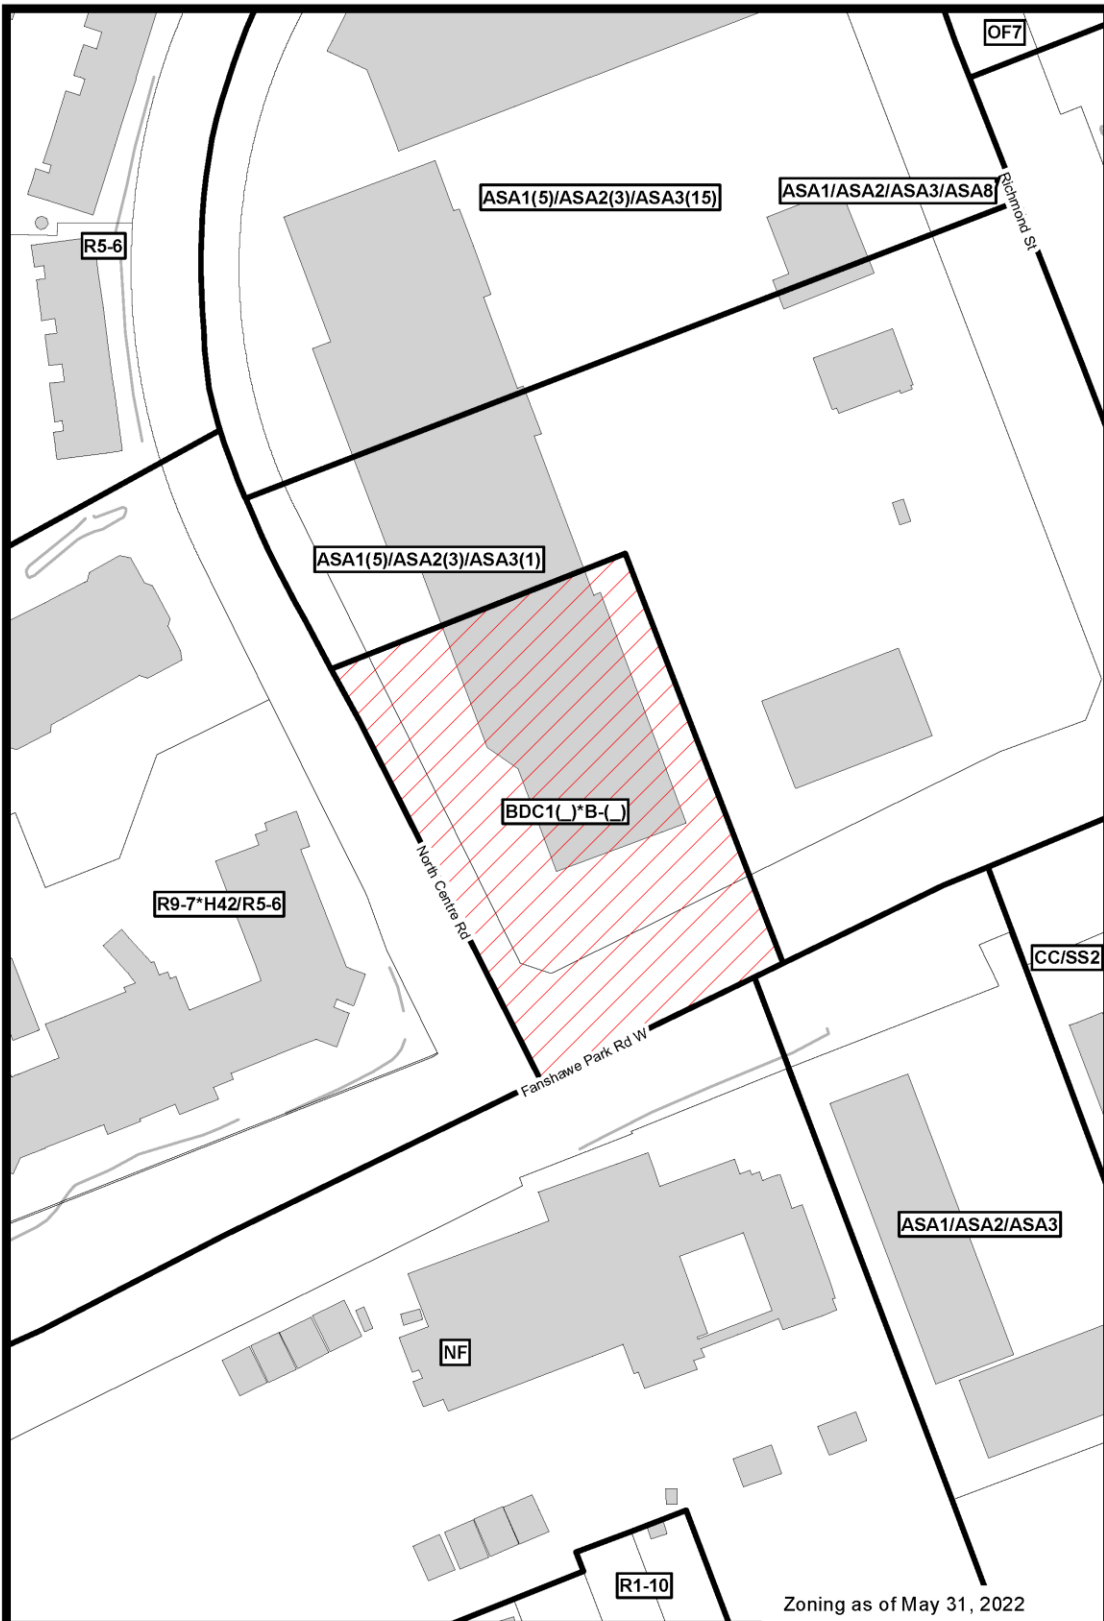 OF7
ASA1(5)/ASA2(3)/ASA3(15)
ASA1/ASA2/ASA3/ASA8
Richmond St
R5-6
ASA1(5)/ASA2(3)/ASA3(1)
BDC1(_)*B-(_)
North Centre Rd
R9-7*H42/R5-6
CC/SS2
Fanshawe Park Rd W
ASA1/ASA2/ASA3
NF
R1-10
Zoning as of May 31, 2022